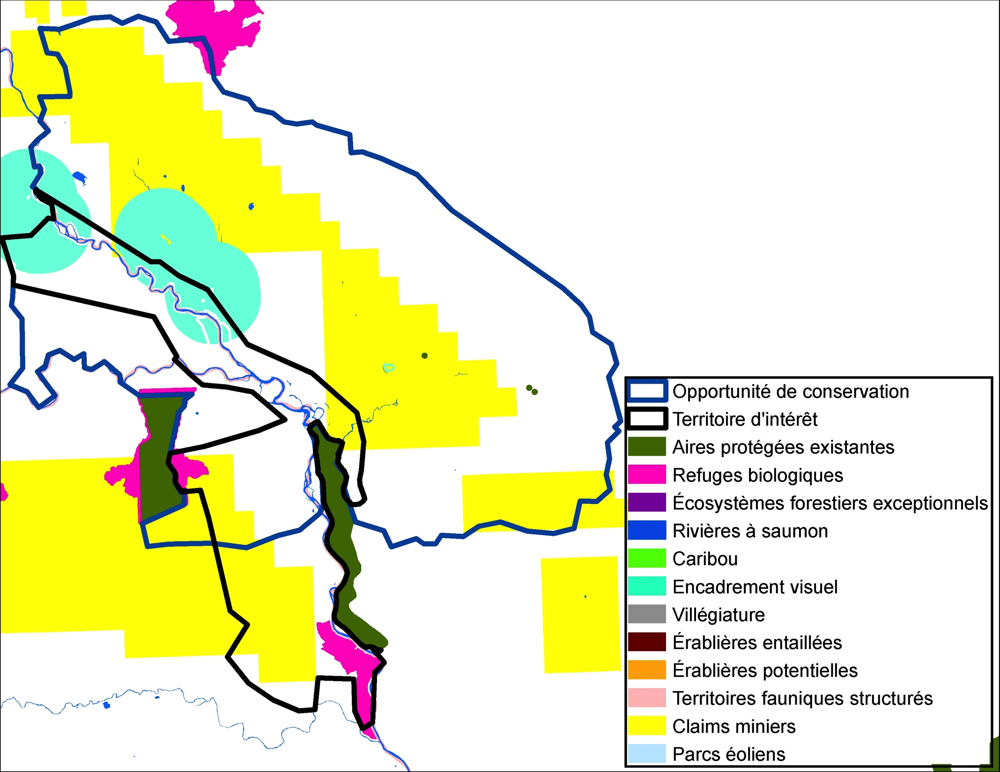 Opportunité de conservation
Territoire d'intérêt
Aires protégées existantes
Refuges biologiques
Écosystèmes forestiers exceptionnels
Rivières à saumon
Caribou
Encadrement visuel
Villégiature
Érablières entaillées
Érablières potentielles
Territoires fauniques structurés
Claims miniers
Parcs éoliens